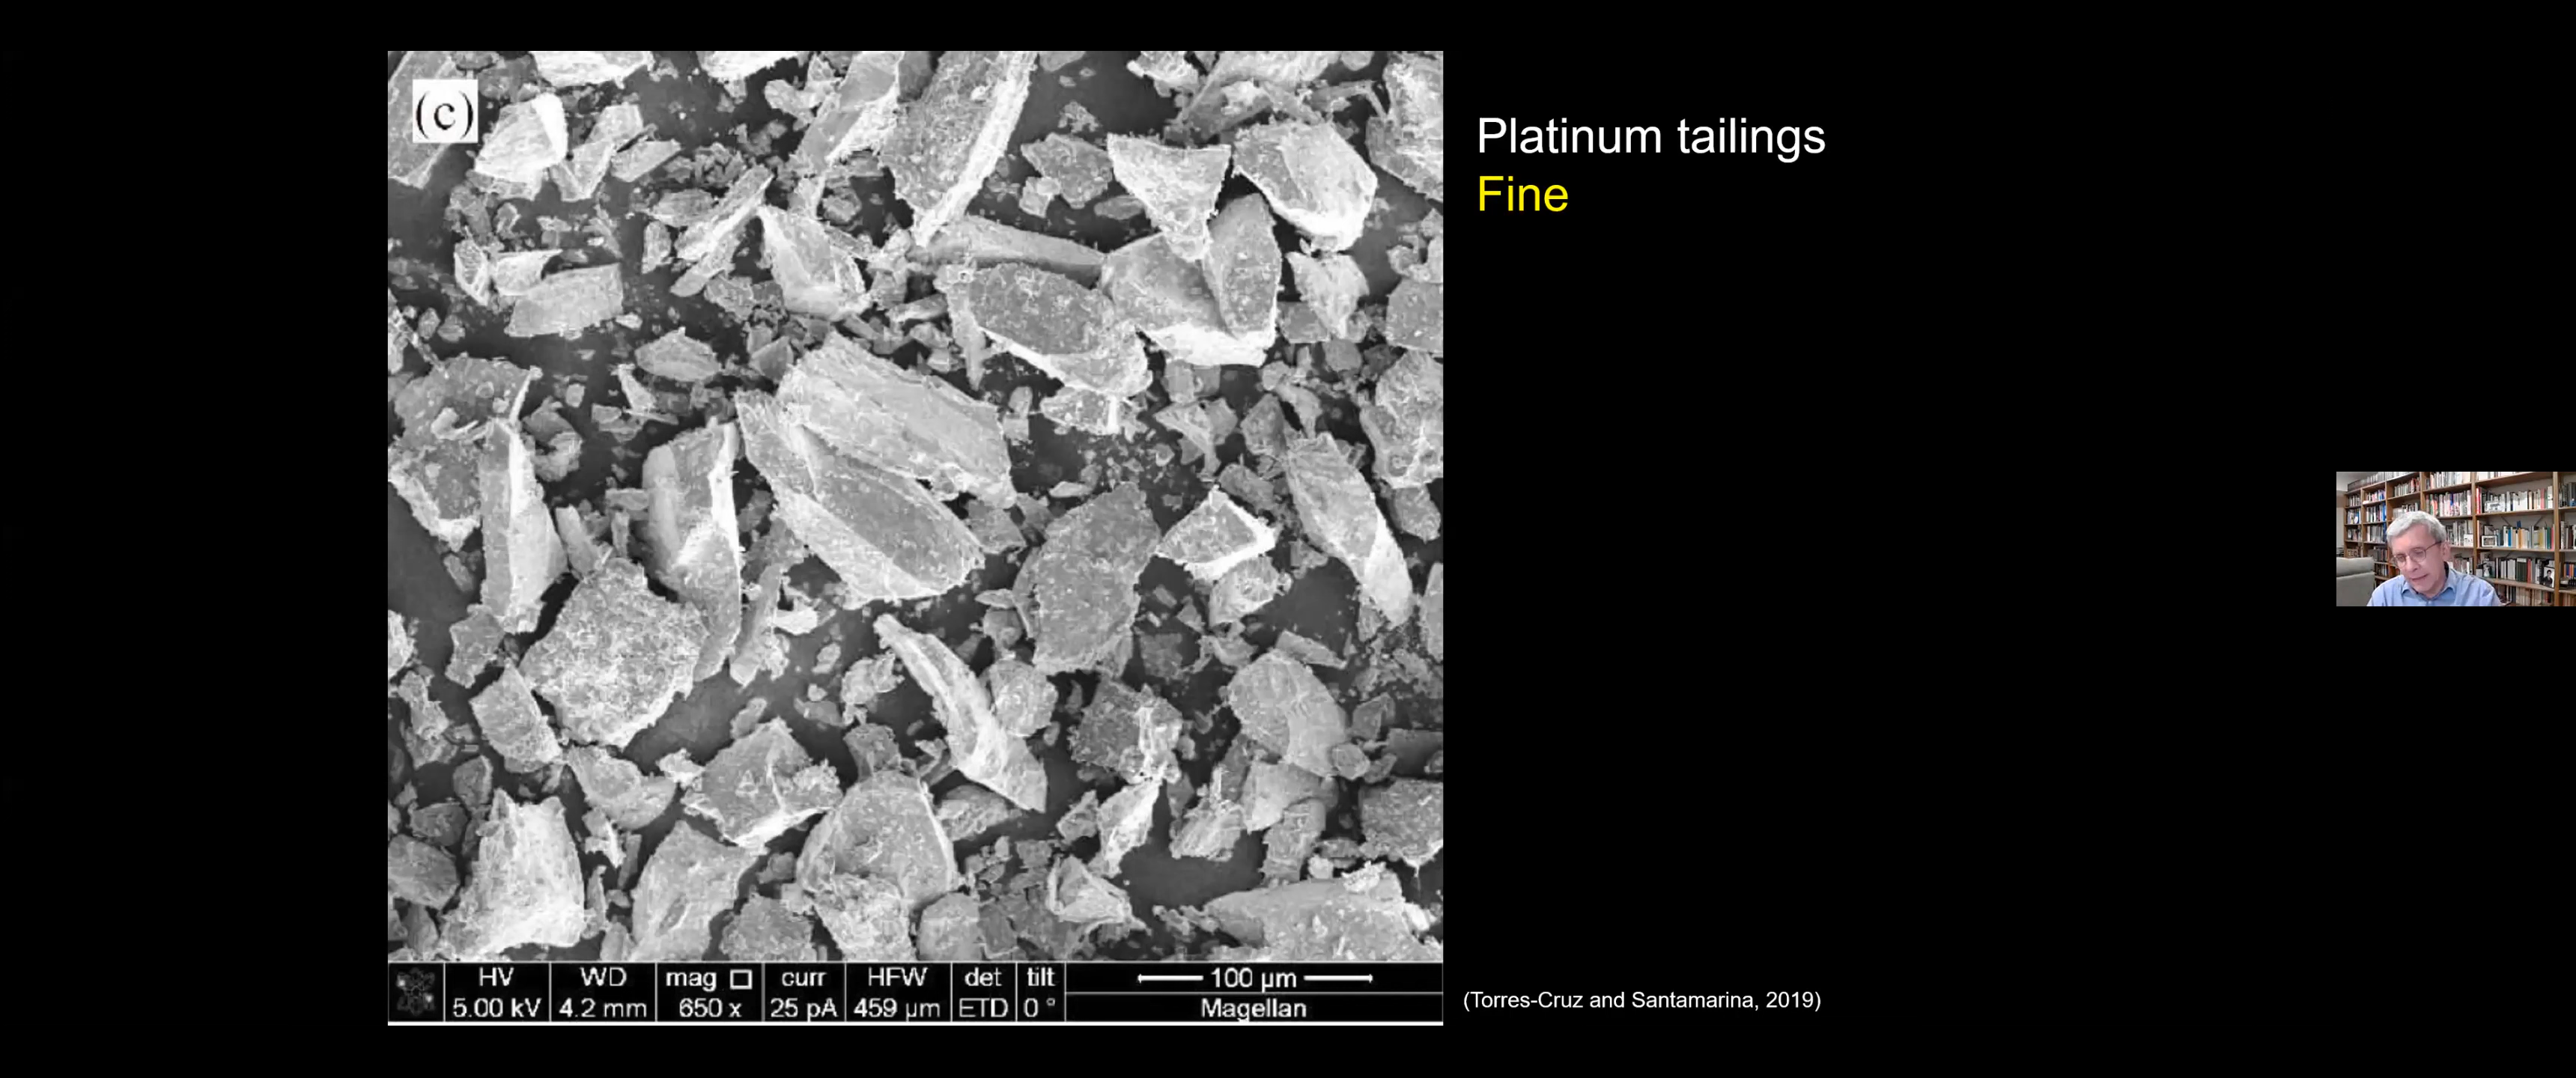 (c)
Platinum tailings
Fine
HV WD mag curr HFW det tilt 100 µm
5.00 kV 4.2 mm 650 x 25 pA 459 µm ETD 0 ° Magellan
(Torres-Cruz and Santamarina, 2019)